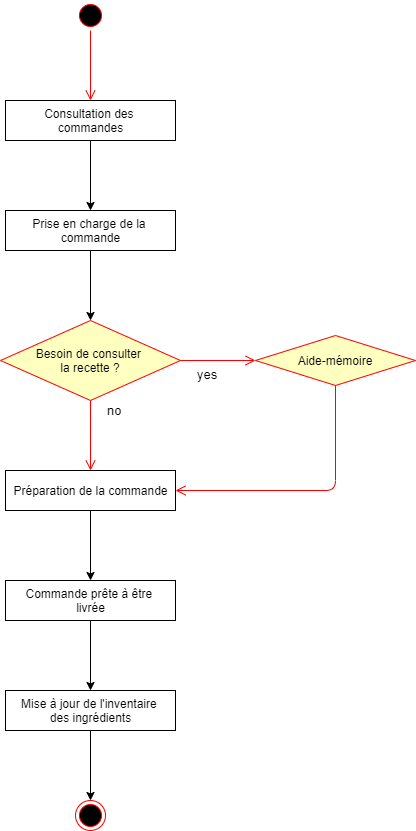 Consultation des
commandes
Prise en charge de la
commande
Besoin de consulter
la recette ?
yes
Aide-mémoire
no
Préparation de la commande
Commande prête à être
livrée
Mise à jour de l'inventaire
des ingrédients